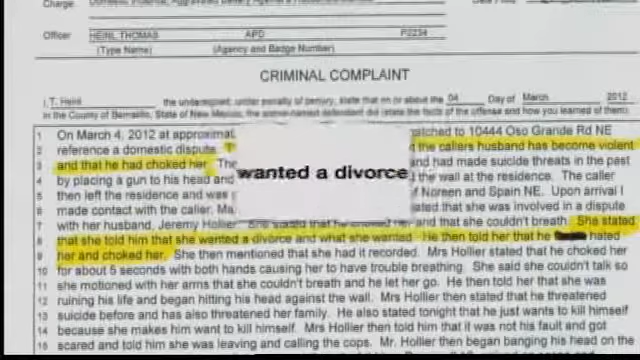 Charge
Officer HEINL THOMAS APD P2234
(Type Name) (Agency and Badge Number)
CRIMINAL COMPLAINT
I, T. Heinl the undersigned, under penalty of perjury, state that on or about the 04 Day of March 2012
in the County of Bernalillo, State of New Mexico, the
1 On March 4, 2012 at approximat atched to 10444 Oso Grande Rd NE
2 reference a domestic dispute. the callers husband has become violent
3 and that he had choked her. The and had made suicide threats in the past
wanted a divorce
4 by placing a gun to his head and the wall at the residence. The caller
5 then left the residence and was of Noreen and Spain NE. Upon arrival I
6 made contact with the caller, Ma ated that she was involved in a dispute
7 with her husband, Jeremy Hollier. She stated that he and that she couldn't breath. She stated
8 that she told him that she wanted a divorce and what she wanted. He then told her that he hated
9 her and choked her. She then mentioned that she had it recorded. Mrs Hollier stated that he choked her
10 for about 5 seconds with both hands causing her to have trouble breathing. She said she couldn't talk so
11 she motioned with her arms that she couldn't breath and he let her go. He then told her that she was
12 ruining his life and began hitting his head against the wall. Mrs Hollier then stated that he threatened
13 suicide before and has also threatened her family. He also stated tonight that he just wants to kill himself
14 because she makes him want to kill himself. Mrs Hollier then told him that it was not his fault and got
15 scared and told him she was leaving and calling the cops. Mr. Hollier then began banging his head on the